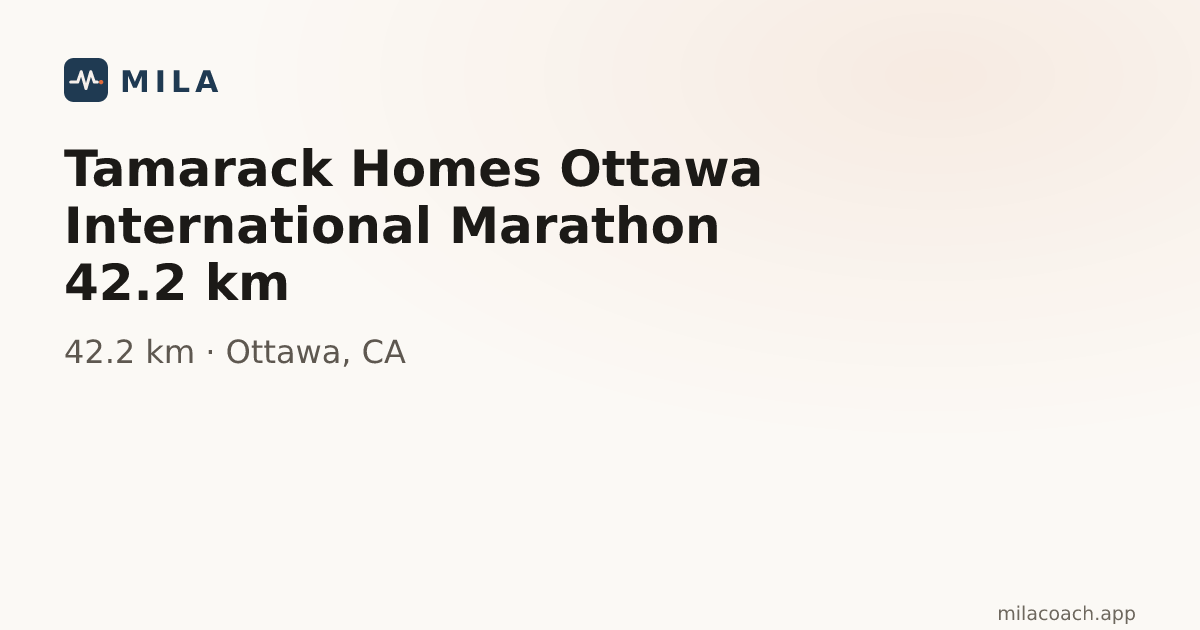 MILA
Tamarack Homes Ottawa
International Marathon
42.2 km
42.2 km · Ottawa, CA
milacoach.app